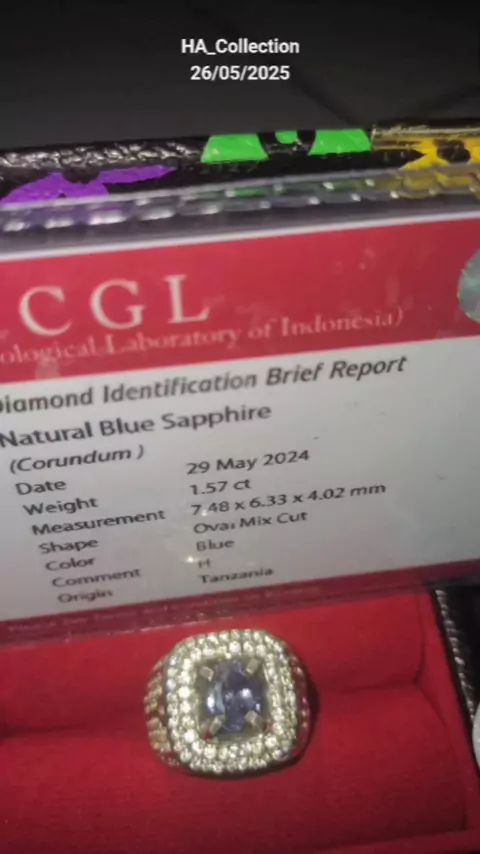 HA_Collection
26/05/2025
CGL
ological Laboratory of Indonesia)
Diamond Identification Brief Report
Natural Blue Sapphire
(Corundum )
Date 29 May 2024
Weight 1.57 ct
Measurement 7.48 x 6.33 x 4.02 mm
Shape Oval Mix Cut
Color Blue
Comment H
Origin Tanzania